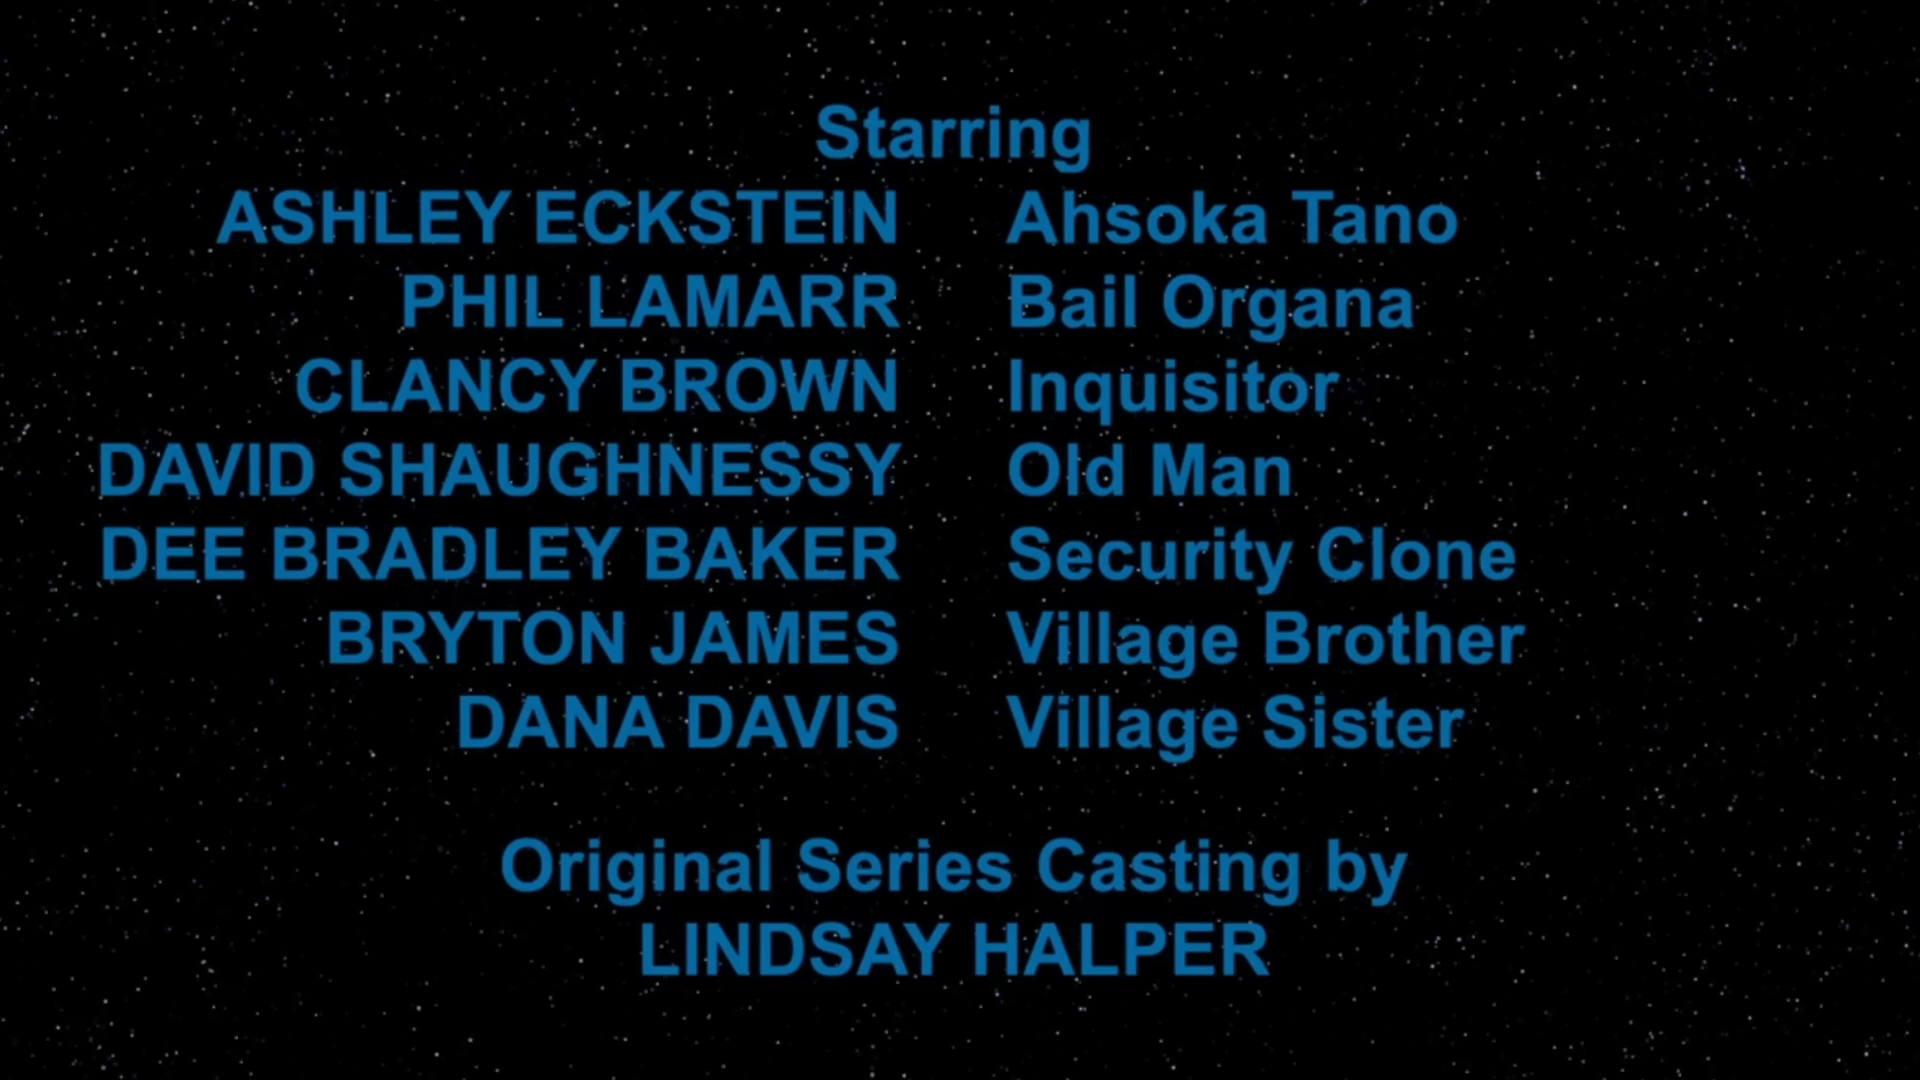 Starring
ASHLEY ECKSTEIN Ahsoka Tano
PHIL LAMARR Bail Organa
CLANCY BROWN Inquisitor
DAVID SHAUGHNESSY Old Man
DEE BRADLEY BAKER Security Clone
BRYTON JAMES Village Brother
DANA DAVIS Village Sister
Original Series Casting by
LINDSAY HALPER